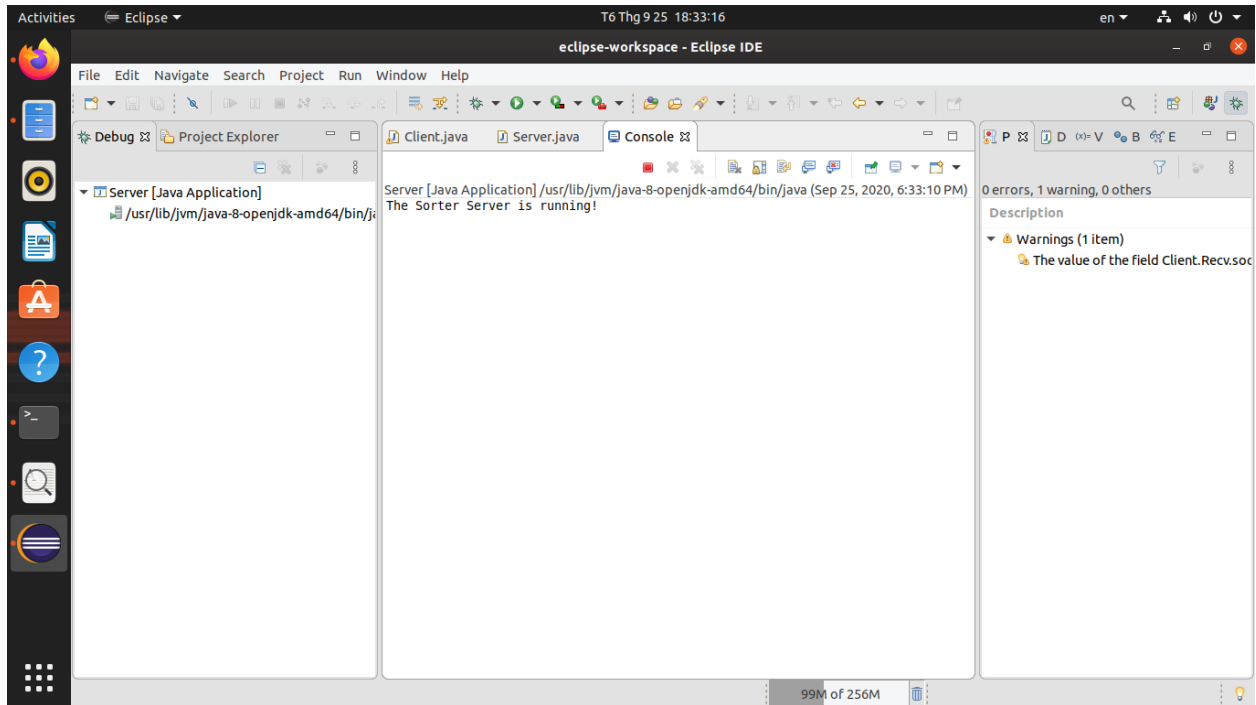 Activities Eclipse T6 Thg 9 25 18:33:16 en
eclipse-workspace - Eclipse IDE
File Edit Navigate Search Project Run Window Help
Debug Project Explorer Client.java Server.java Console P D (x)= V B E
Server [Java Application] Server [Java Application] /usr/lib/jvm/java-8-openjdk-amd64/bin/java (Sep 25, 2020, 6:33:10 PM) 0 errors, 1 warning, 0 others
/usr/lib/jvm/java-8-openjdk-amd64/bin/ja The Sorter Server is running! Description
Warnings (1 item)
The value of the field Client.Recv.soc
99M of 256M